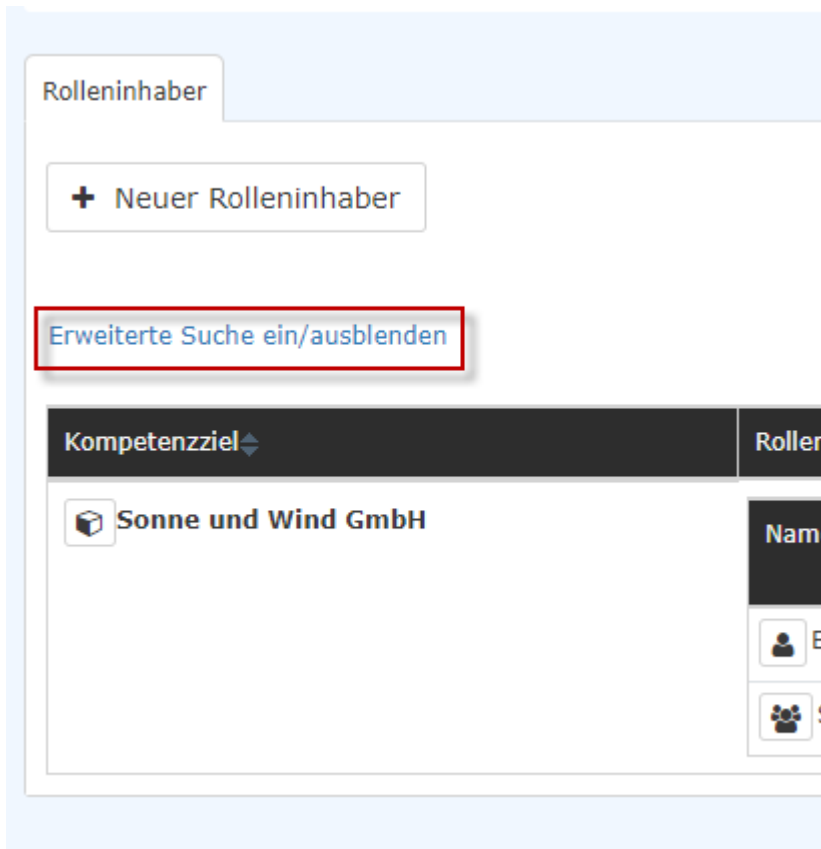 Rolleninhaber
+ Neuer Rolleninhaber
Erweiterte Suche ein/ausblenden
Kompetenzziel
Sonne und Wind GmbH